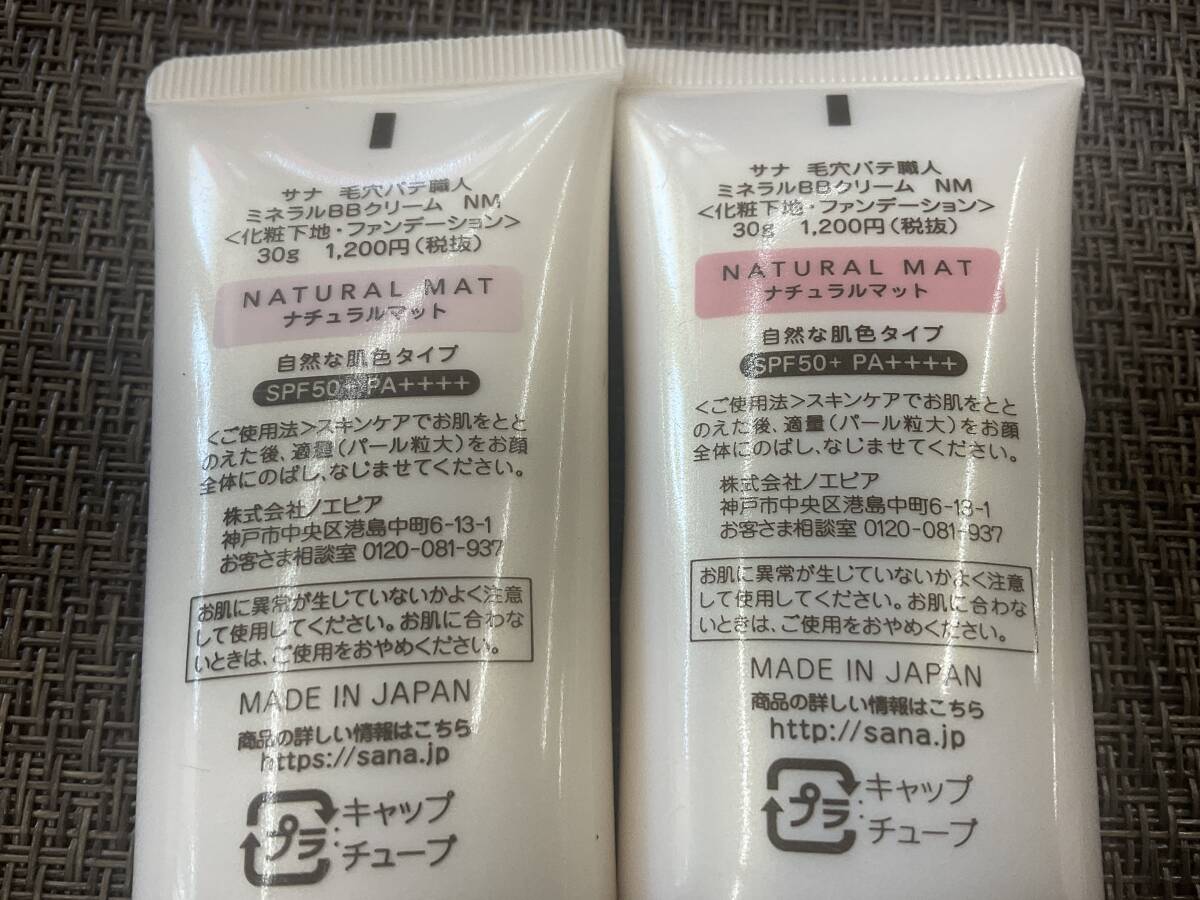 サナ 毛穴パテ職人
ミネラルBBクリーム NM
<化粧下地・ファンデーション>
30g 1,200円(税抜)
NATURAL MAT
ナチュラルマット
自然な肌色タイプ
SPF50+ PA++++
<ご使用法>スキンケアでお肌をとと
のえた後、適量(パール粒大)をお顔
全体にのばし、なじませてください。
株式会社ノエビア
神戸市中央区港島中町6-13-1
お客さま相談室 0120-081-937
お肌に異常が生じていないかよく注意
して使用してください。お肌に合わな
いときは、ご使用をおやめください。
MADE IN JAPAN
商品の詳しい情報はこちら
https://sana.jp
プラ
:キャップ
:チューブ
サナ 毛穴パテ職人
ミネラルBBクリーム NM
<化粧下地・ファンデーション>
30g 1,200円(税抜)
NATURAL MAT
ナチュラルマット
自然な肌色タイプ
SPF50+ PA++++
<ご使用法>スキンケアでお肌をとと
のえた後、適量(パール粒大)をお顔
全体にのばし、なじませてください。
株式会社ノエビア
神戸市中央区港島中町6-13-1
お客さま相談室 0120-081-937
お肌に異常が生じていないかよく注意
して使用してください。お肌に合わな
いときは、ご使用をおやめください。
MADE IN JAPAN
商品の詳しい情報はこちら
http://sana.jp
プラ
:キャップ
:チューブ